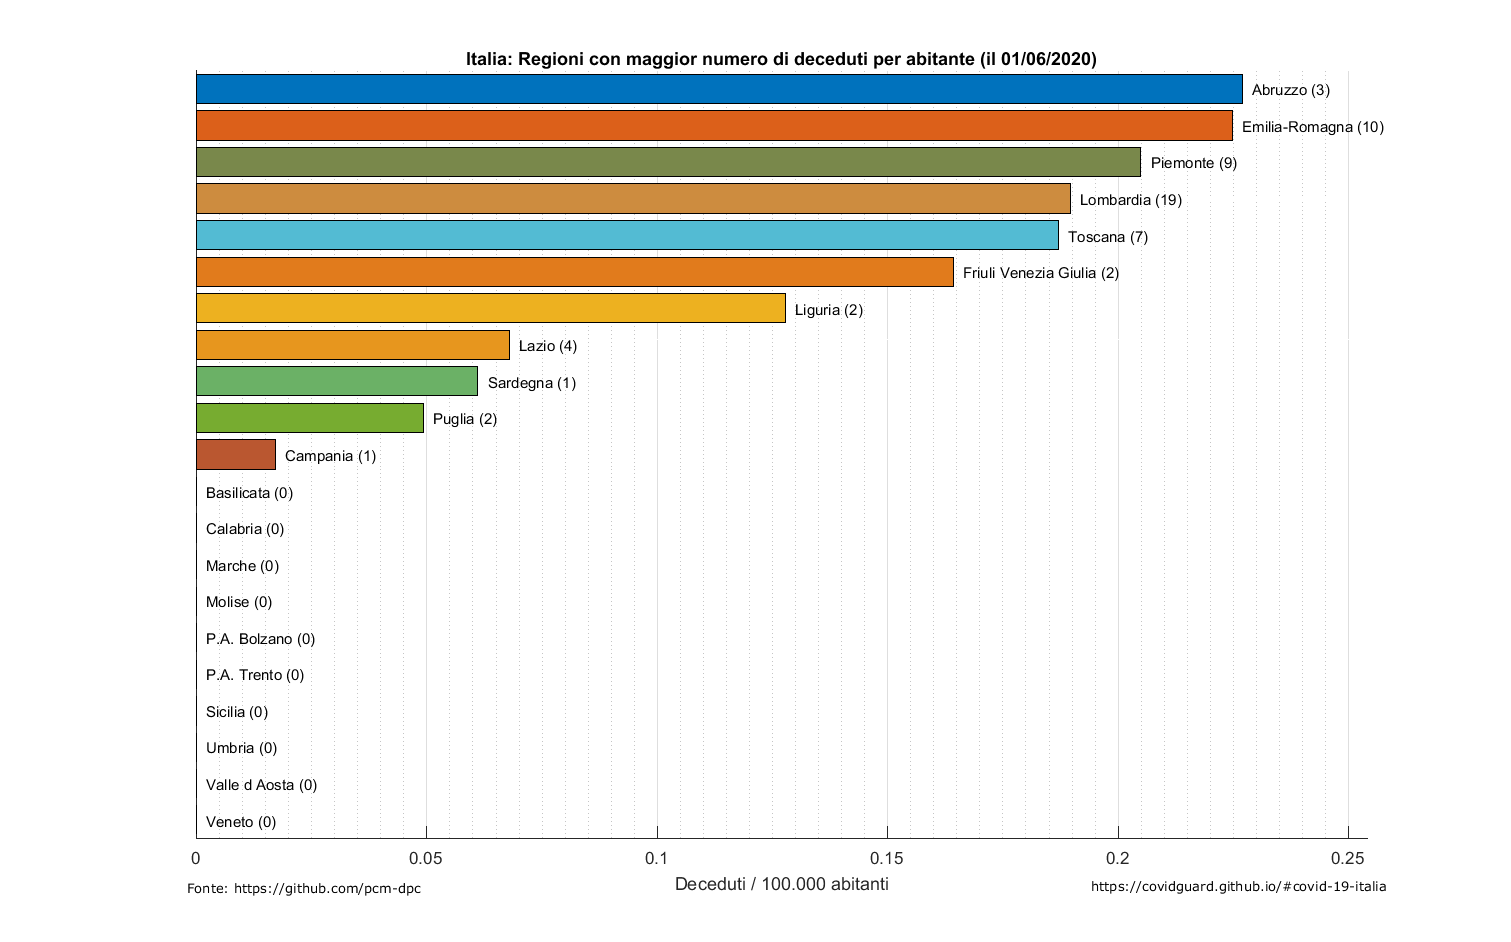 Italia: Regioni con maggior numero di deceduti per abitante (il 01/06/2020)
Abruzzo (3)
Emilia-Romagna (10)
Piemonte (9)
Lombardia (19)
Toscana (7)
Friuli Venezia Giulia (2)
Liguria (2)
Lazio (4)
Sardegna (1)
Puglia (2)
Campania (1)
Basilicata (0)
Calabria (0)
Marche (0)
Molise (0)
P.A. Bolzano (0)
P.A. Trento (0)
Sicilia (0)
Umbria (0)
Valle d Aosta (0)
Veneto (0)
0 0.05 0.1 0.15 0.2 0.25
Deceduti / 100.000 abitanti
Fonte: https://github.com/pcm-dpc
https://covidguard.github.io/#covid-19-italia